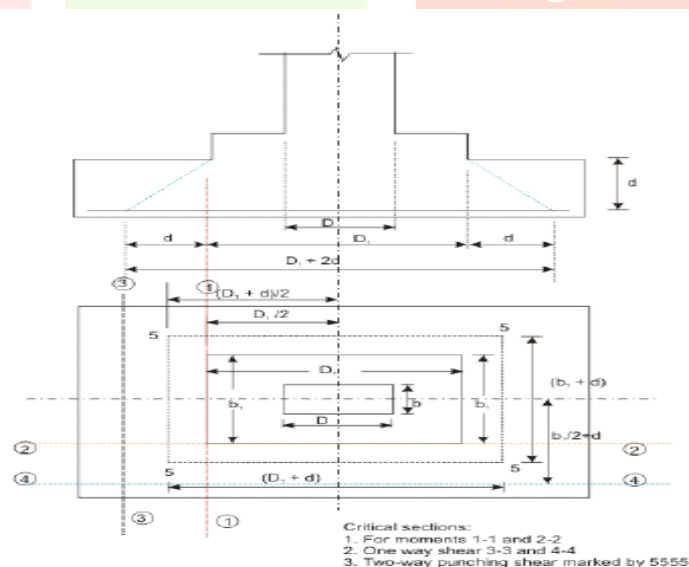 d
D
d
D₁
d
D₁ + 2d
3
1
(D₁ + d)/2
D₁/2
5
5
D₁
b₁
b
b₁
(b₁ + d)
D
b₁/2+d
2
2
5
(D₁ + d)
5
4
4
3
1
Critical sections:
1. For moments 1-1 and 2-2
2. One way shear 3-3 and 4-4
3. Two-way punching shear marked by 5555